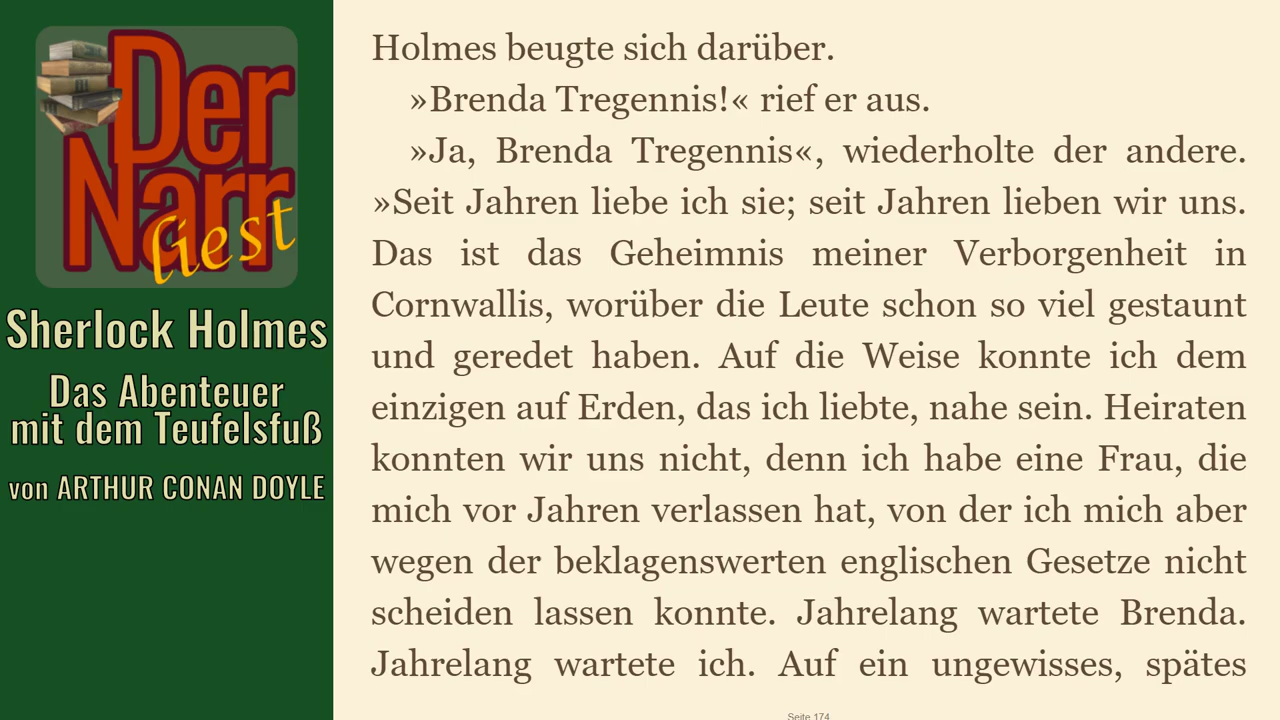 Der
Narr
liest
Sherlock Holmes
Das Abenteuer
mit dem Teufelsfuß
von ARTHUR CONAN DOYLE
Holmes beugte sich darüber.
»Brenda Tregennis!« rief er aus.
»Ja, Brenda Tregennis«, wiederholte der andere.
»Seit Jahren liebe ich sie; seit Jahren lieben wir uns.
Das ist das Geheimnis meiner Verborgenheit in
Cornwallis, worüber die Leute schon so viel gestaunt
und geredet haben. Auf die Weise konnte ich dem
einzigen auf Erden, das ich liebte, nahe sein. Heiraten
konnten wir uns nicht, denn ich habe eine Frau, die
mich vor Jahren verlassen hat, von der ich mich aber
wegen der beklagenswerten englischen Gesetze nicht
scheiden lassen konnte. Jahrelang wartete Brenda.
Jahrelang wartete ich. Auf ein ungewisses, spätes
Seite 174